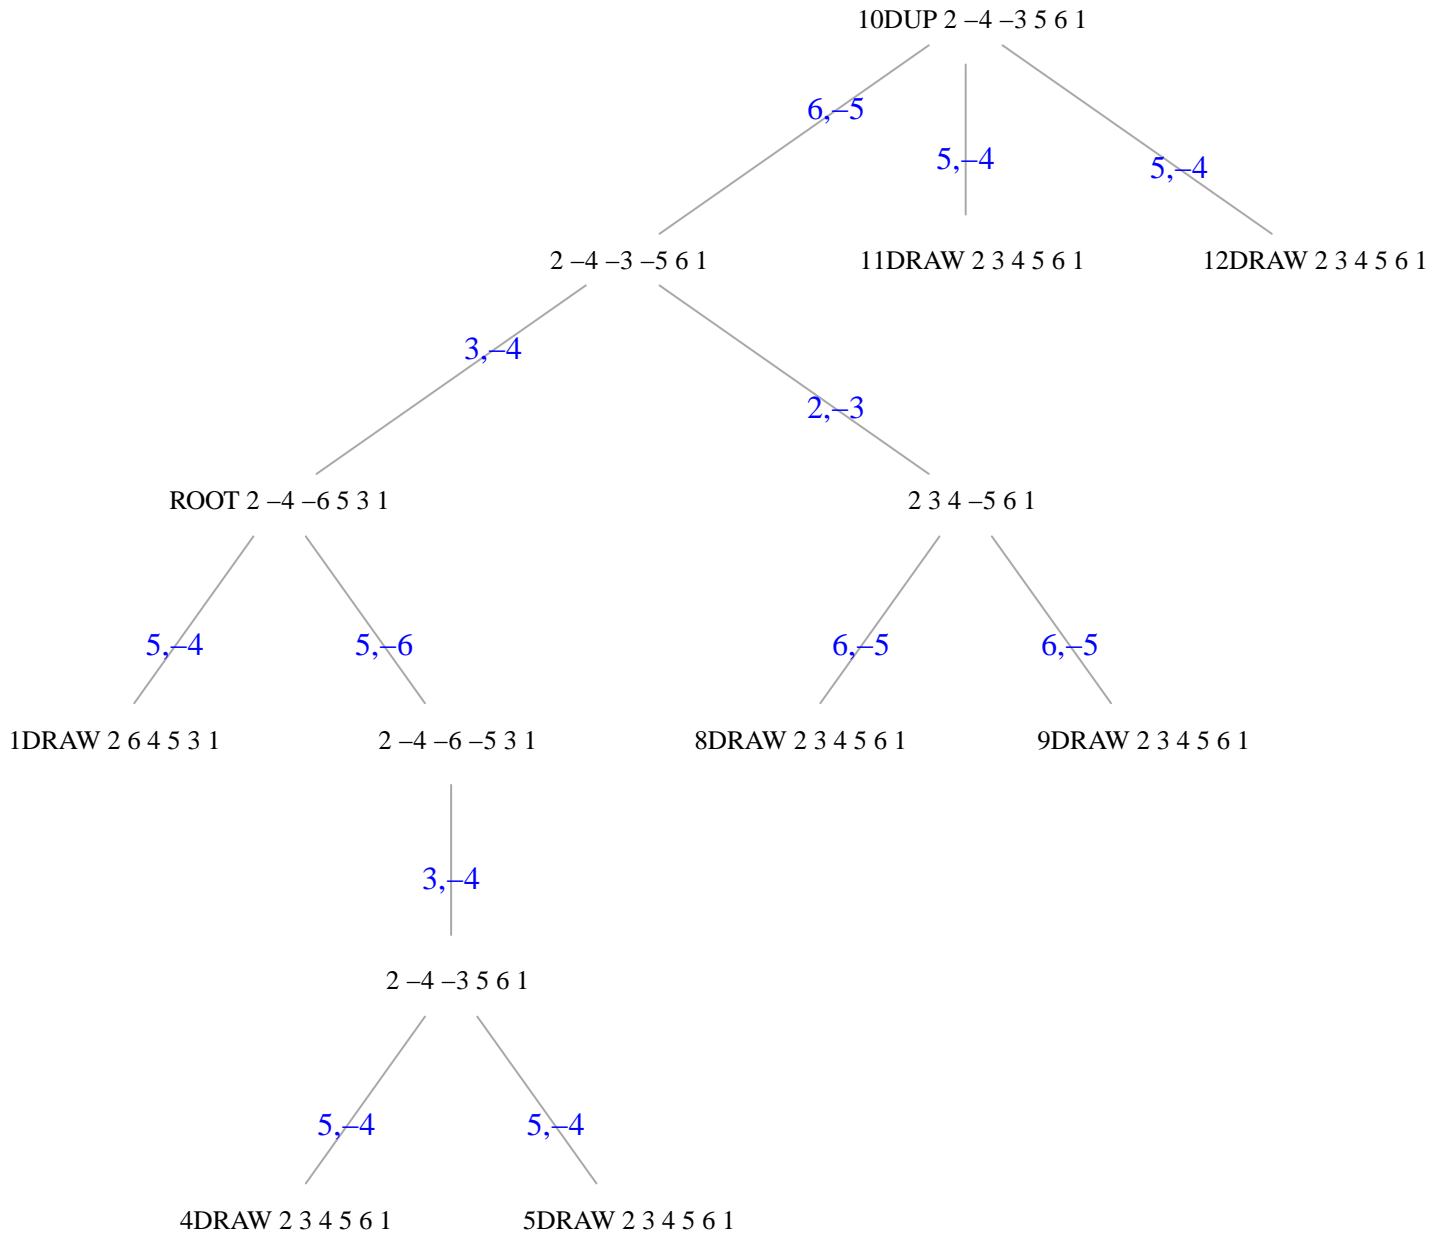 10DUP 2 –4 –3 5 6 1
6,–5
5,–4
5,–4
2 –4 –3 –5 6 1
11DRAW 2 3 4 5 6 1
12DRAW 2 3 4 5 6 1
3,–4
2,–3
ROOT 2 –4 –6 5 3 1
2 3 4 –5 6 1
5,–4
5,–6
6,–5
6,–5
1DRAW 2 6 4 5 3 1
2 –4 –6 –5 3 1
8DRAW 2 3 4 5 6 1
9DRAW 2 3 4 5 6 1
3,–4
2 –4 –3 5 6 1
5,–4
5,–4
4DRAW 2 3 4 5 6 1
5DRAW 2 3 4 5 6 1